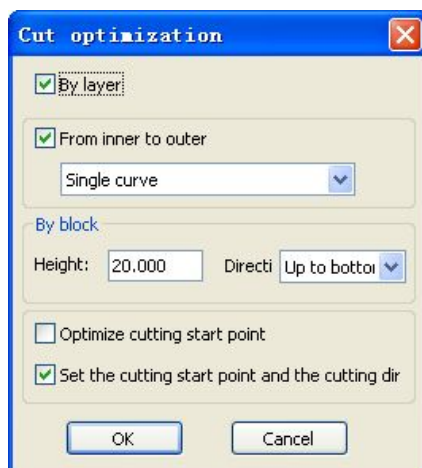 Cut optimization
By layer
From inner to outer
Single curve
By block
Height: 20.000 Directi Up to bottor
Optimize cutting start point
Set the cutting start point and the cutting dir
OK Cancel